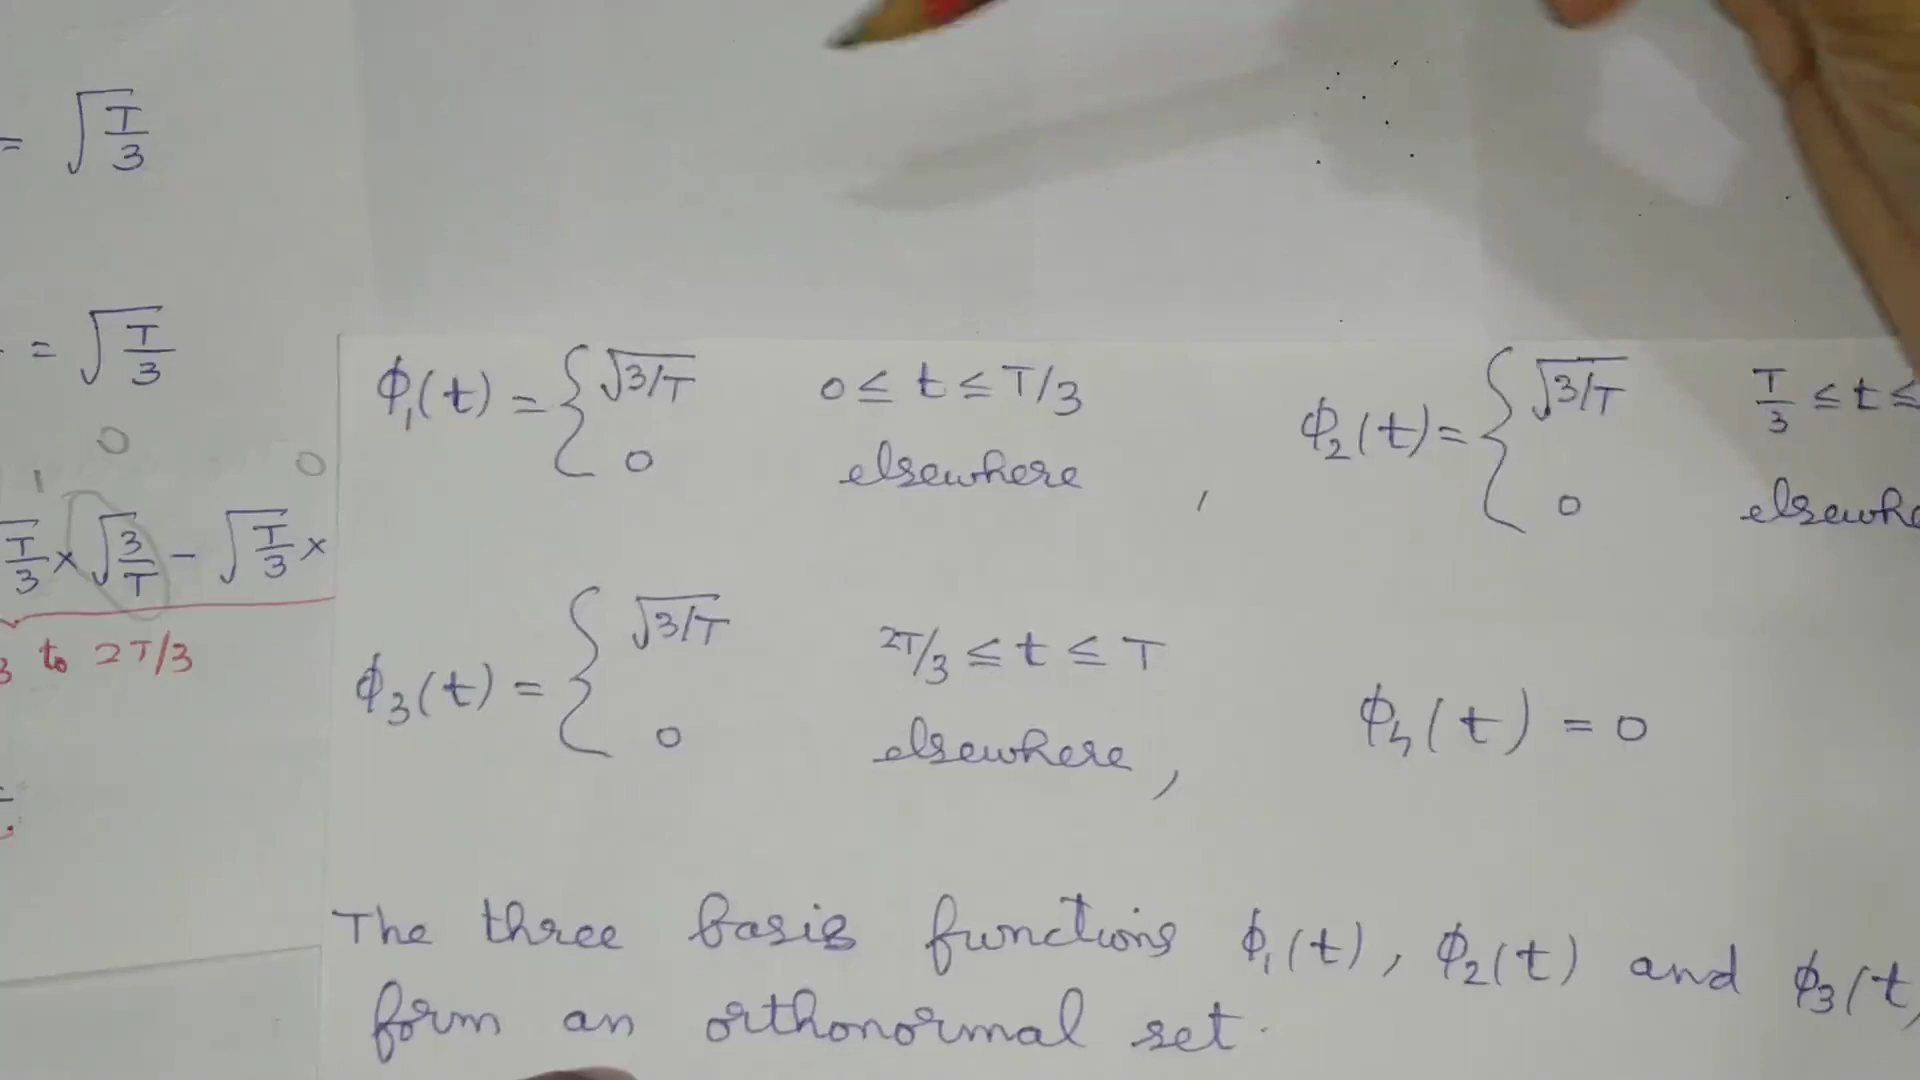 = √T/3
= √T/3
0 0
1
T/3 × √3/T - √T/3 ×
3 to 2T/3
ϕ₁(t) = { √3/T 0 ≤ t ≤ T/3
0 elsewhere ,
ϕ₂(t) = { √3/T T/3 ≤ t ≤
0 elsewhe
ϕ₃(t) = { √3/T 2T/3 ≤ t ≤ T
0 elsewhere ,
ϕ₄(t) = 0
The three basis functions ϕ₁(t), ϕ₂(t) and ϕ₃(t)
form an orthonormal set.